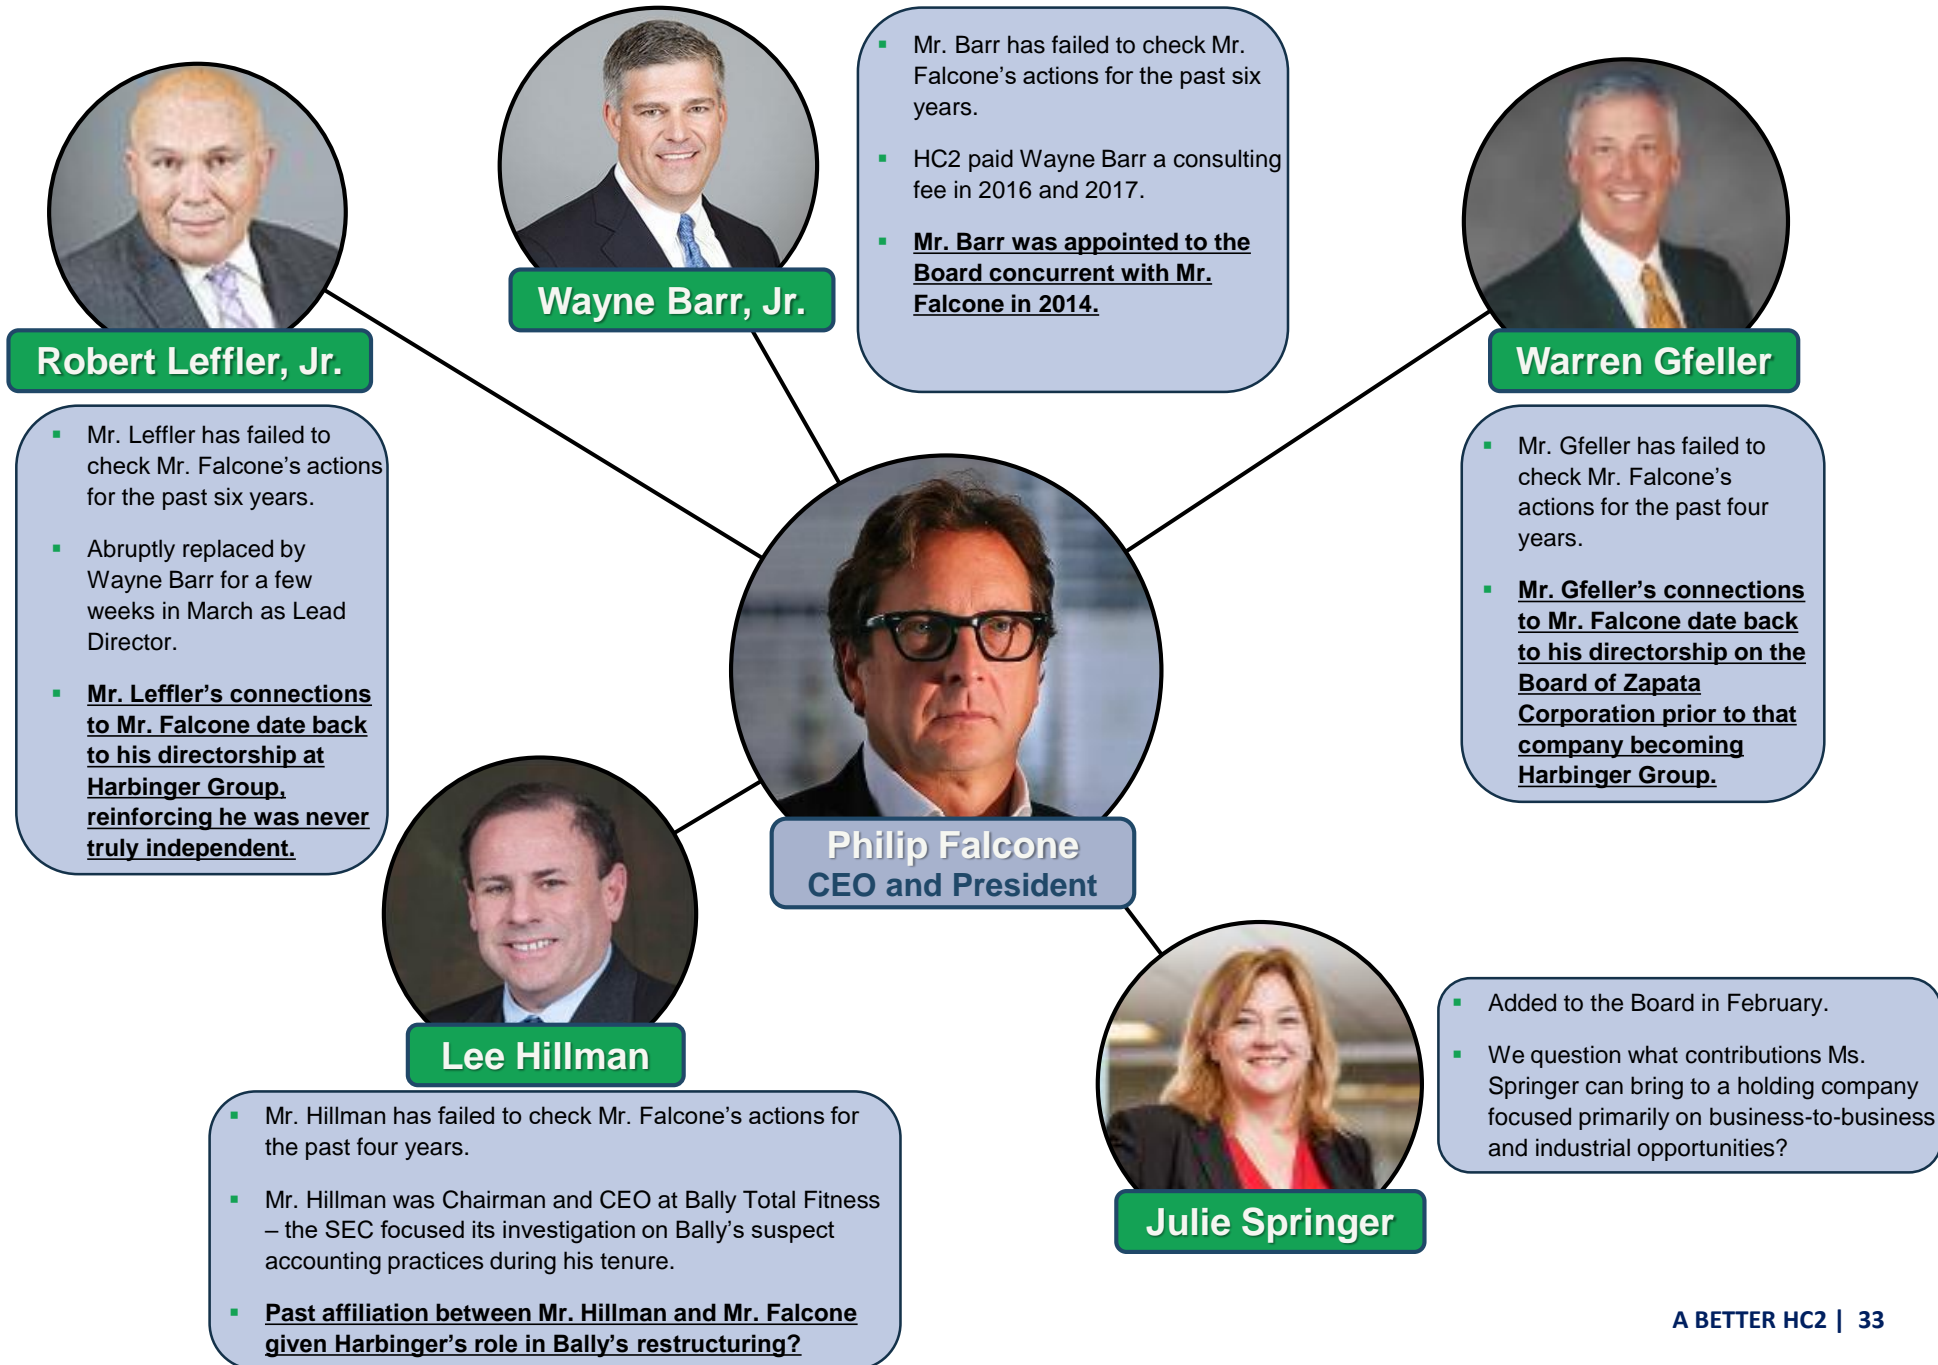 Wayne Barr, Jr.
▪ Mr. Barr has failed to check Mr.
Falcone’s actions for the past six
years.
▪ HC2 paid Wayne Barr a consulting
fee in 2016 and 2017.
▪ Mr. Barr was appointed to the
Board concurrent with Mr.
Falcone in 2014.
Robert Leffler, Jr.
▪ Mr. Leffler has failed to
check Mr. Falcone’s actions
for the past six years.
▪ Abruptly replaced by
Wayne Barr for a few
weeks in March as Lead
Director.
▪ Mr. Leffler’s connections
to Mr. Falcone date back
to his directorship at
Harbinger Group,
reinforcing he was never
truly independent.
Warren Gfeller
▪ Mr. Gfeller has failed to
check Mr. Falcone’s
actions for the past four
years.
▪ Mr. Gfeller’s connections
to Mr. Falcone date back
to his directorship on the
Board of Zapata
Corporation prior to that
company becoming
Harbinger Group.
Philip Falcone
CEO and President
Lee Hillman
▪ Mr. Hillman has failed to check Mr. Falcone’s actions for
the past four years.
▪ Mr. Hillman was Chairman and CEO at Bally Total Fitness
– the SEC focused its investigation on Bally’s suspect
accounting practices during his tenure.
▪ Past affiliation between Mr. Hillman and Mr. Falcone
given Harbinger’s role in Bally’s restructuring?
Julie Springer
▪ Added to the Board in February.
▪ We question what contributions Ms.
Springer can bring to a holding company
focused primarily on business-to-business
and industrial opportunities?
A BETTER HC2 | 33